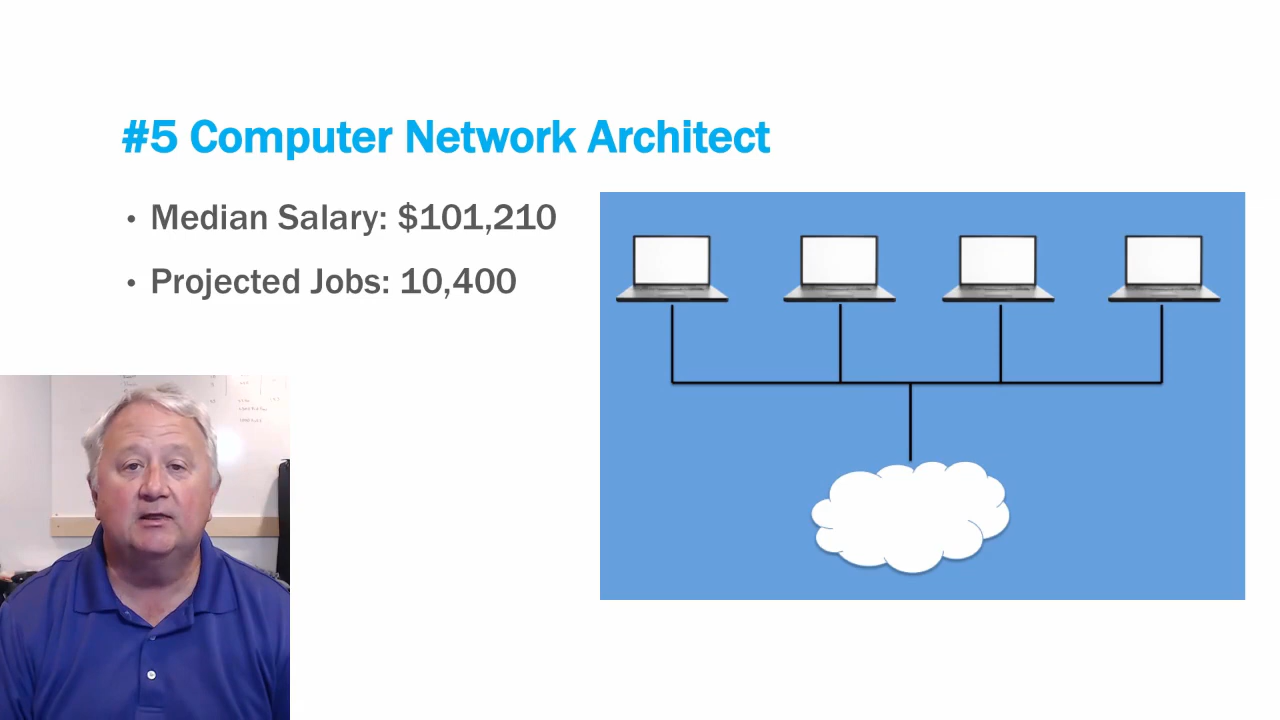 #5 Computer Network Architect
• Median Salary: $101,210
• Projected Jobs: 10,400